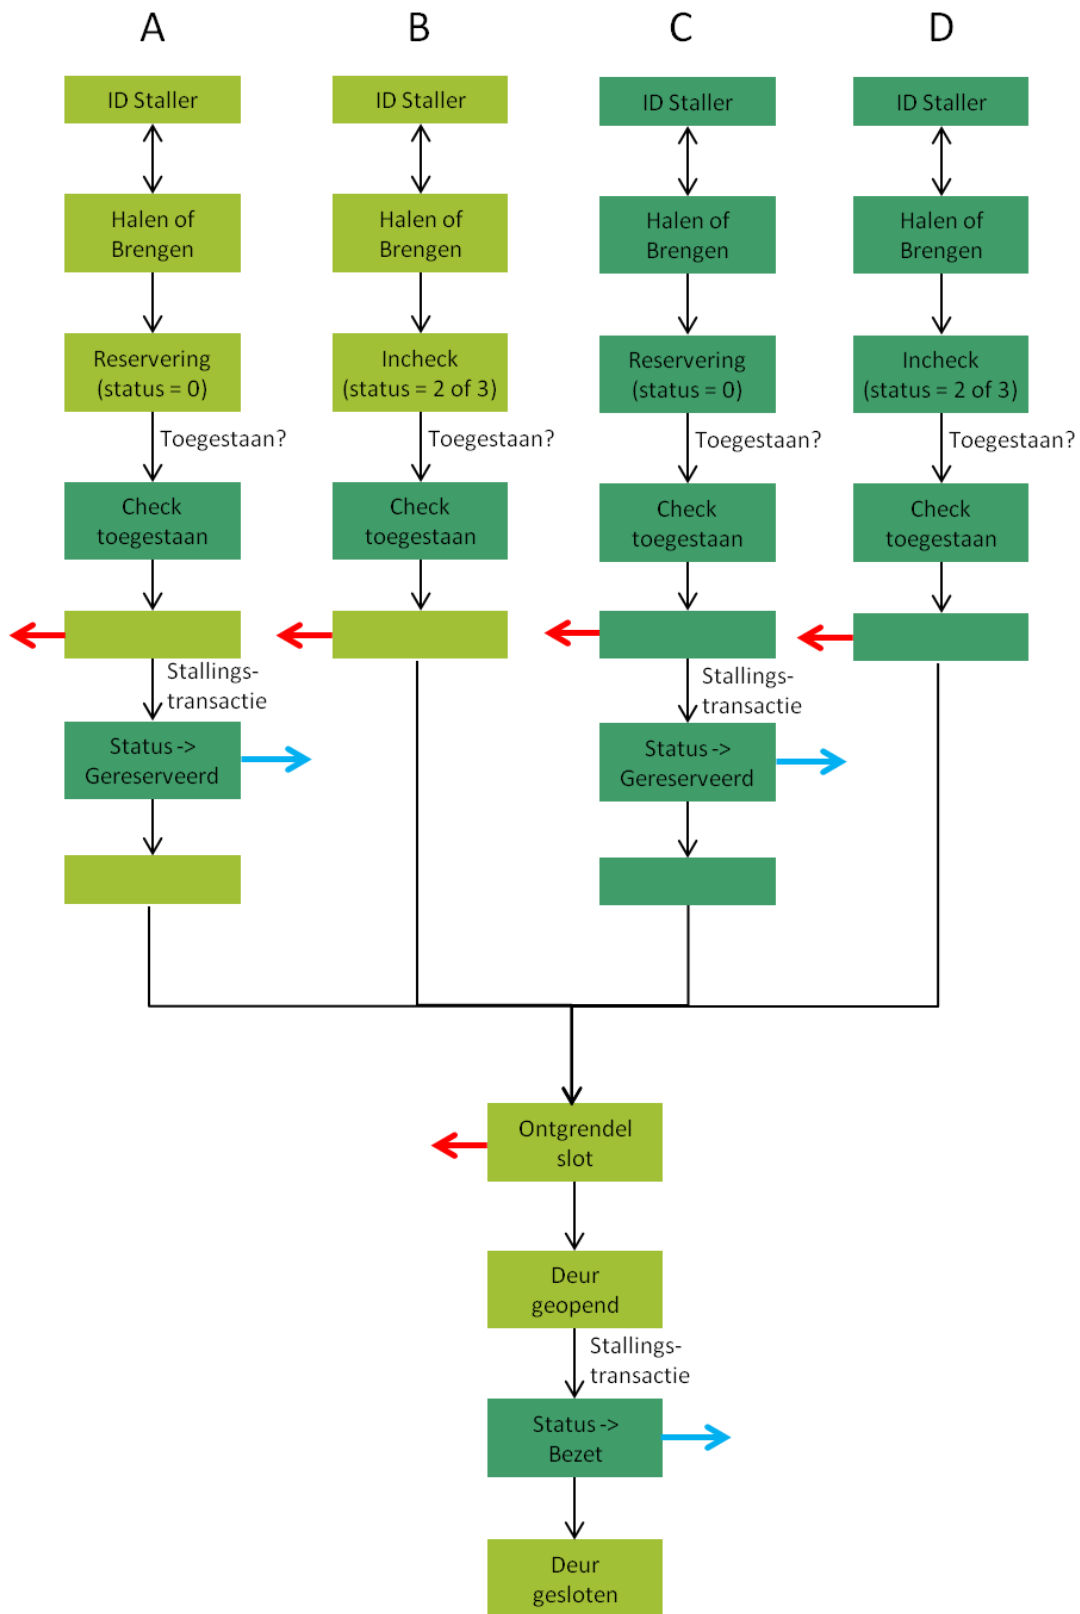 A
B
C
D
ID Staller
ID Staller
ID Staller
ID Staller
Halen of
Brengen
Halen of
Brengen
Halen of
Brengen
Halen of
Brengen
Reservering
(status = 0)
Incheck
(status = 2 of 3)
Reservering
(status = 0)
Incheck
(status = 2 of 3)
Toegestaan?
Toegestaan?
Toegestaan?
Toegestaan?
Check
toegestaan
Check
toegestaan
Check
toegestaan
Check
toegestaan
Stallings-
transactie
Stallings-
transactie
Status ->
Gereserveerd
Status ->
Gereserveerd
Ontgrendel
slot
Deur
geopend
Stallings-
transactie
Status ->
Bezet
Deur
gesloten